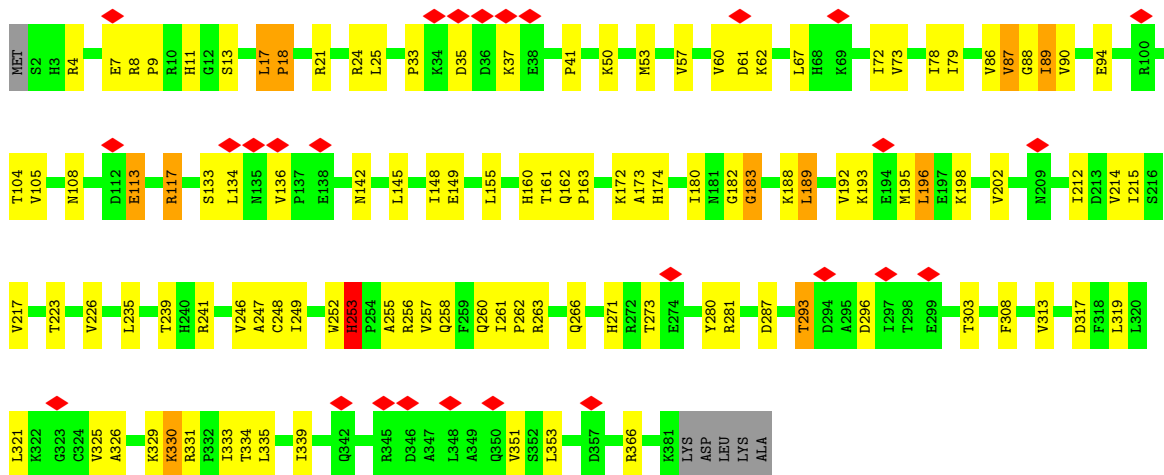 MET S2 H3 R4 E7 R8 P9 R10 H11 G12 S13 L17 P18 R21 R24 L25 P33 K34 D35 D36 K37 E38 P41 K50 M53 V57 V60 D61 K62 L67 H68 K69 I72 V73 I78 I79 V86 V87 G88 I89 V90 E94 R100
T104 V105 N108 D112 E113 R117 S133 L134 N135 V136 P137 E138 N142 L145 I148 E149 L155 H160 T161 Q162 P163 K172 A173 H174 I180 N181 G182 G183 K188 L189 V192 K193 E194 M195 L196 E197 K198 V202 N209 I212 D213 V214 I215 S216
V217 T223 V226 L235 T239 H240 R241 V246 A247 C248 I249 W252 H253 P254 A255 R256 V257 Q258 F259 Q260 I261 P262 R263 Q266 H271 R272 T273 E274 Y280 R281 D287 T293 D294 A295 D296 I297 T298 E299 T303 F308 V313 D317 F318 L319 L320
L321 K322 G323 C324 V325 A326 K329 K330 R331 P332 I333 T334 L335 I339 Q342 R345 D346 A347 L348 A349 Q350 V351 S352 L353 D357 R366 K381 LYS ASP LEU LYS ALA